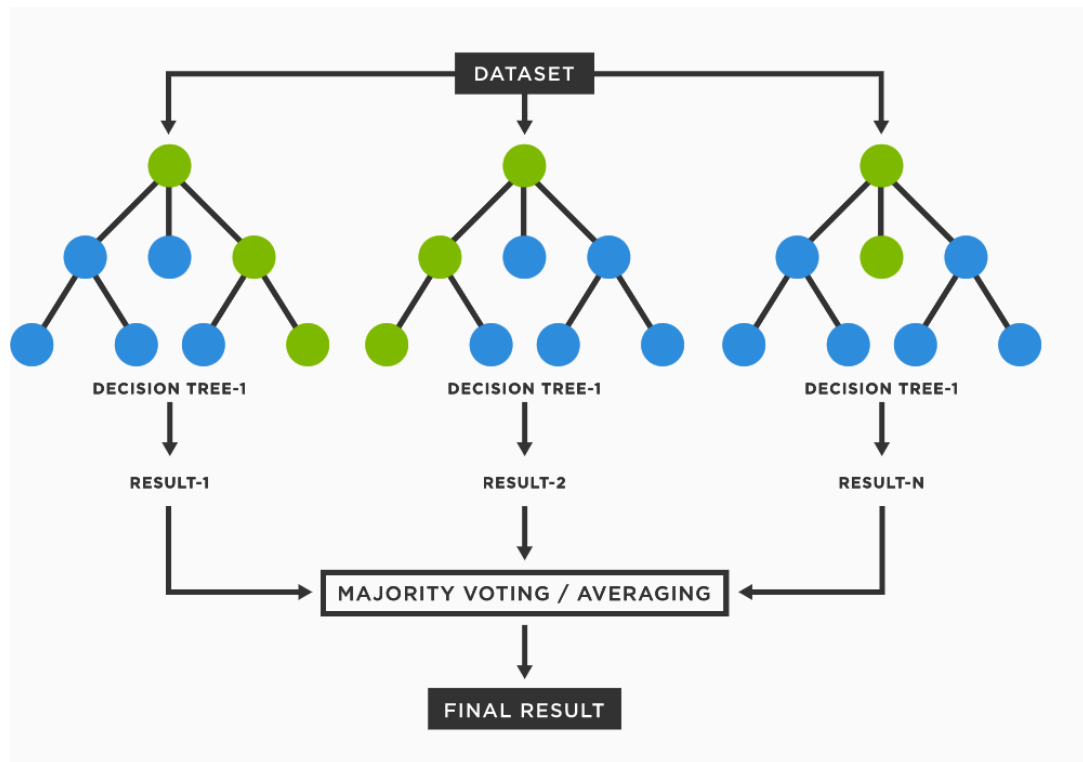 DATASET
DECISION TREE-1
DECISION TREE-1
DECISION TREE-1
RESULT-1
RESULT-2
RESULT-N
MAJORITY VOTING / AVERAGING
FINAL RESULT